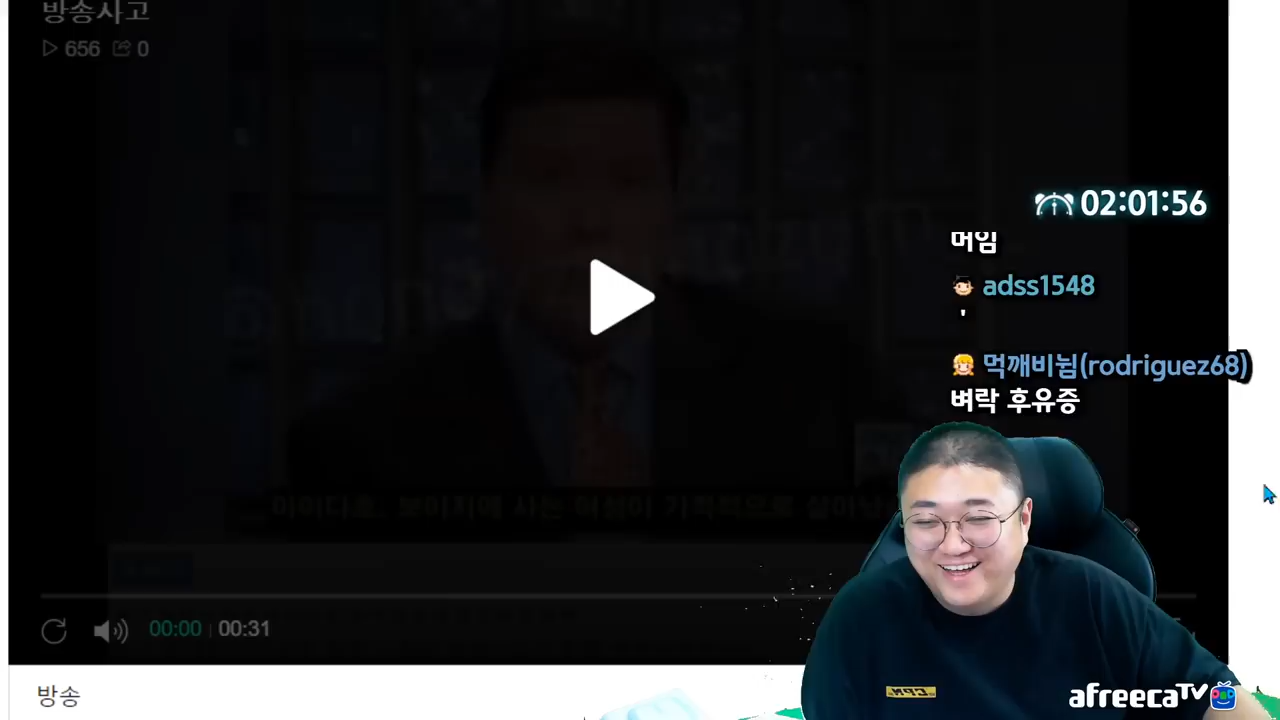 방송사고
656 0
02:01:56
머임
adss1548
'
먹깨비뉨(rodriguez68)
벼락 후유증
00:00 00:31
방송
afreecaTV